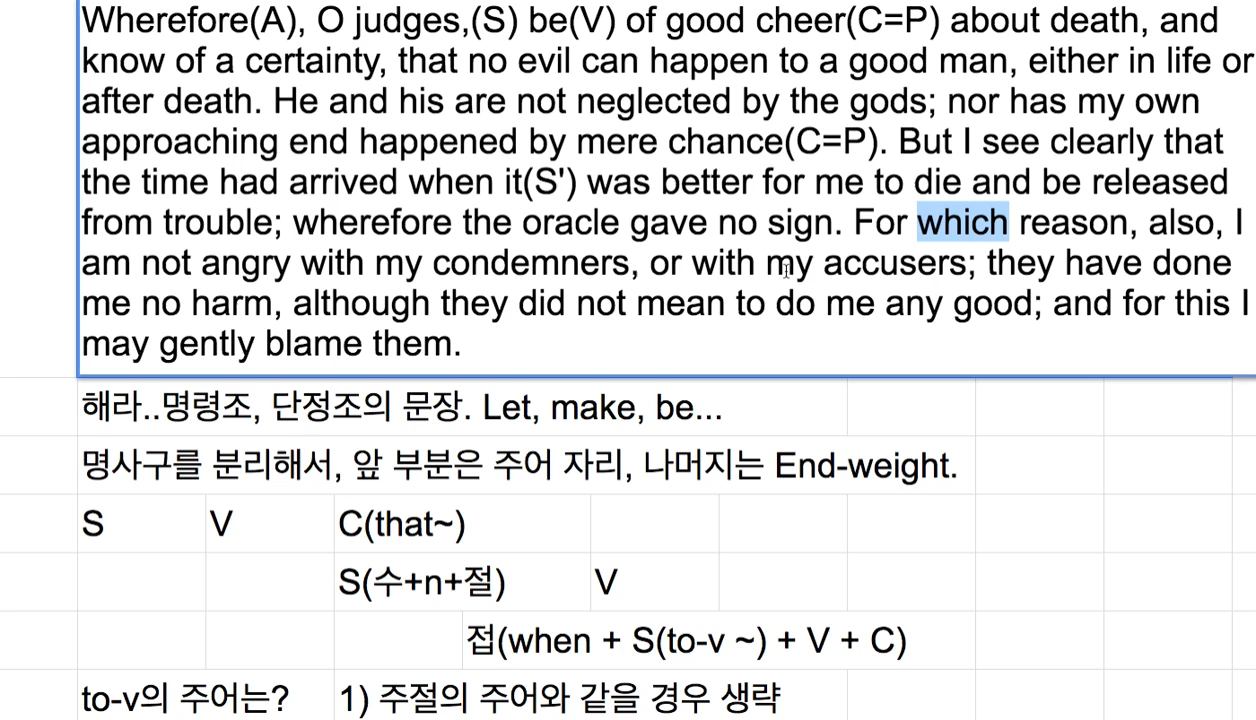 Wherefore(A), O judges,(S) be(V) of good cheer(C=P) about death, and
know of a certainty, that no evil can happen to a good man, either in life or
after death. He and his are not neglected by the gods; nor has my own
approaching end happened by mere chance(C=P). But I see clearly that
the time had arrived when it(S') was better for me to die and be released
from trouble; wherefore the oracle gave no sign. For which reason, also, I
am not angry with my condemners, or with my accusers; they have done
me no harm, although they did not mean to do me any good; and for this I
may gently blame them.
해라..명령조, 단정조의 문장. Let, make, be...
명사구를 분리해서, 앞 부분은 주어 자리, 나머지는 End-weight.
S V C(that~)
S(수+n+절) V
접(when + S(to-v ~) + V + C)
to-v의 주어는? 1) 주절의 주어와 같을 경우 생략